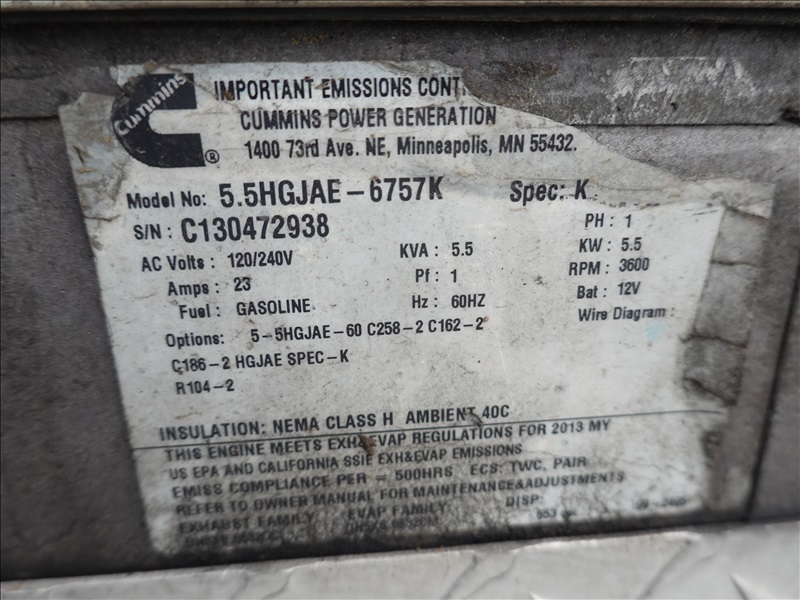 Cummins
®
IMPORTANT EMISSIONS CONT
CUMMINS POWER GENERATION
1400 73rd Ave. NE, Minneapolis, MN 55432.
Model No: 5.5HGJAE-6757K Spec: K
S/N: C130472938 PH: 1
AC Volts: 120/240V KVA: 5.5 KW: 5.5
Amps: 23 Pf: 1 RPM: 3600
Fuel: GASOLINE Hz: 60HZ Bat: 12V
Options: 5-5HGJAE-60 C258-2 C162-2 Wire Diagram:
C186-2 HGJAE SPEC-K
R104-2
INSULATION: NEMA CLASS H AMBIENT 40C
THIS ENGINE MEETS EXH&EVAP REGULATIONS FOR 2013 MY
US EPA AND CALIFORNIA SSIE EXH&EVAP EMISSIONS
EMISS COMPLIANCE PER = 500HRS ECS: TWC, PAIR
REFER TO OWNER MANUAL FOR MAINTENANCE&ADJUSTMENTS
EXHAUST FAMILY EVAP FAMILY: DISP:
553